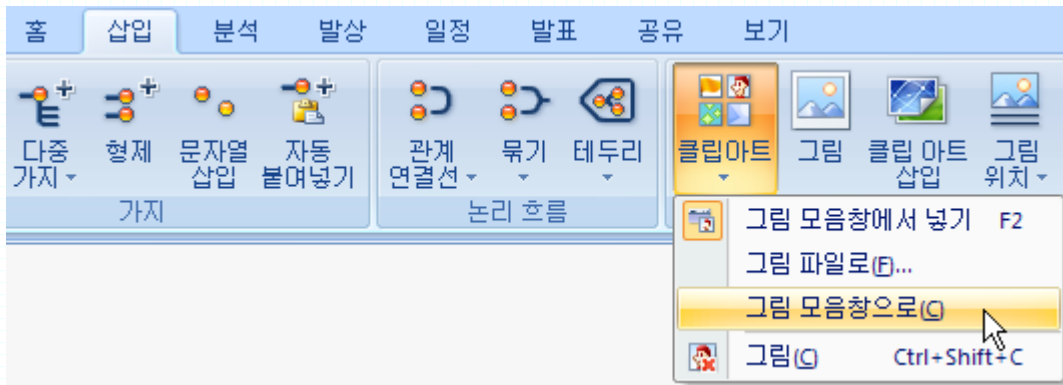 홈 삽입 분석 발상 일정 발표 공유 보기
다중 가지 형제 문자열 삽입 자동 붙여넣기 관계 연결선 묶기 테두리 클립아트 그림 클립 아트 삽입 그림 위치
가지 논리 흐름
그림 모음창에서 넣기 F2
그림 파일로(F)...
그림 모음창으로(C)
그림(C) Ctrl+Shift+C